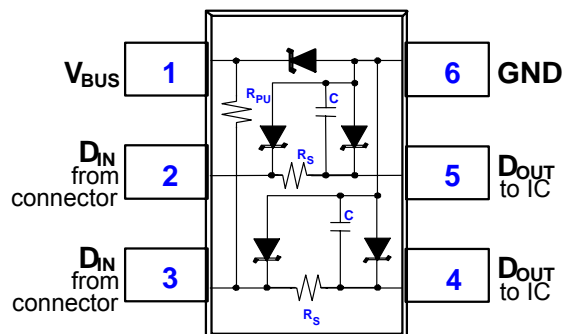 VBUS 1 6 GND
RPU C
DIN
from
connector
2 RS 5 DOUT
to IC
C
DIN
from
connector
3 4 DOUT
to IC
RS